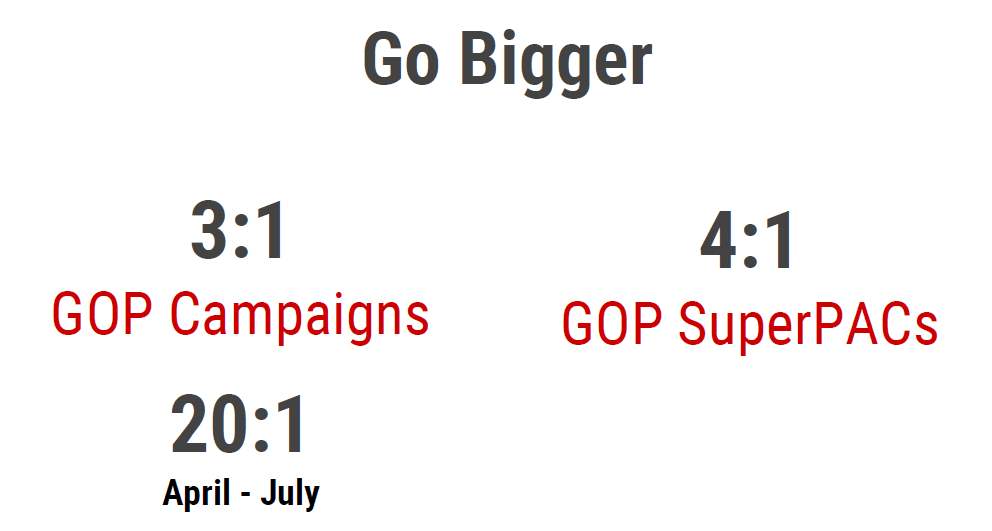 Go Bigger
3:1
GOP Campaigns
20:1
April - July
4:1
GOP SuperPACs